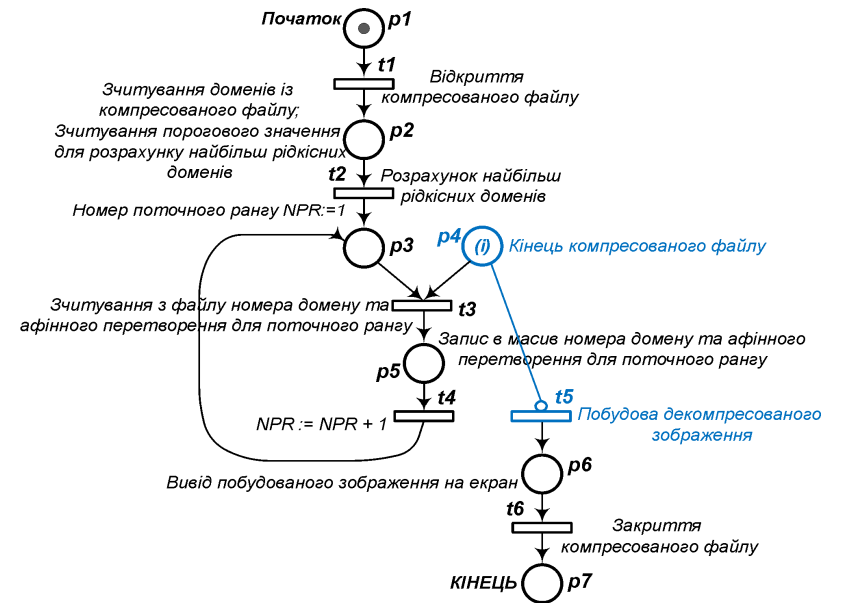 Початок p1
t1
Відкриття
компресованого файлу
Зчитування доменів із
компресованого файлу;
Зчитування порогового значення
для розрахунку найбільш рідкісних
доменів
p2
t2
Розрахунок найбільш
рідкісних доменів
Номер поточного рангу NPR:=1
p3
p4
(i)
Кінець компресованого файлу
Зчитування з файлу номера домену та
афінного перетворення для поточного рангу
t3
Запис в масив номера домену та афінного
перетворення для поточного рангу
p5
t4
NPR := NPR + 1
t5
Побудова декомпресованого
зображення
Вивід побудованого зображення на екран
p6
t6
Закриття
компресованого файлу
КІНЕЦЬ p7